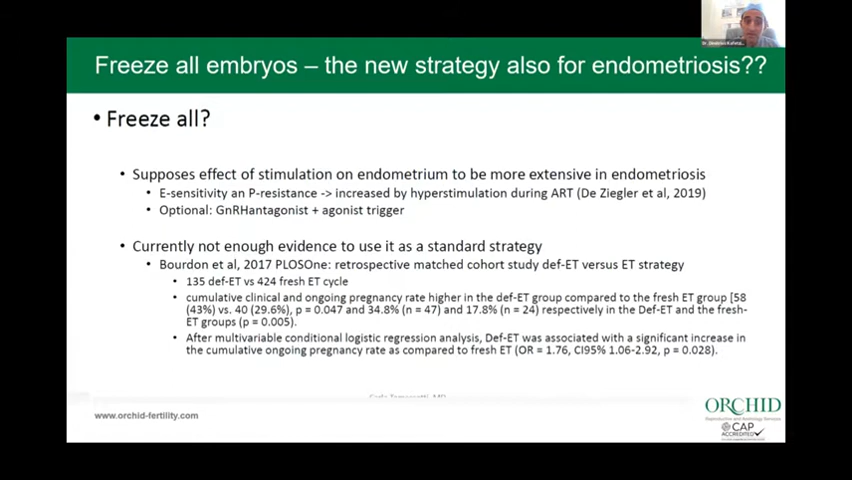 Freeze all embryos – the new strategy also for endometriosis??
• Freeze all?
• Supposes effect of stimulation on endometrium to be more extensive in endometriosis
• E-sensitivity an P-resistance -> increased by hyperstimulation during ART (De Ziegler et al, 2019)
• Optional: GnRHantagonist + agonist trigger
• Currently not enough evidence to use it as a standard strategy
• Bourdon et al, 2017 PLOSOne: retrospective matched cohort study def-ET versus ET strategy
• 135 def-ET vs 424 fresh ET cycle
• cumulative clinical and ongoing pregnancy rate higher in the def-ET group compared to the fresh ET group [58
(43%) vs. 40 (29.6%), p = 0.047 and 34.8% (n = 47) and 17.8% (n = 24) respectively in the Def-ET and the fresh-
ET groups (p = 0.005).
• After multivariable conditional logistic regression analysis, Def-ET was associated with a significant increase in
the cumulative ongoing pregnancy rate as compared to fresh ET (OR = 1.76, CI95% 1.06-2.92, p = 0.028).
www.orchid-fertility.com
ORCHID
CAP
ACCREDITED